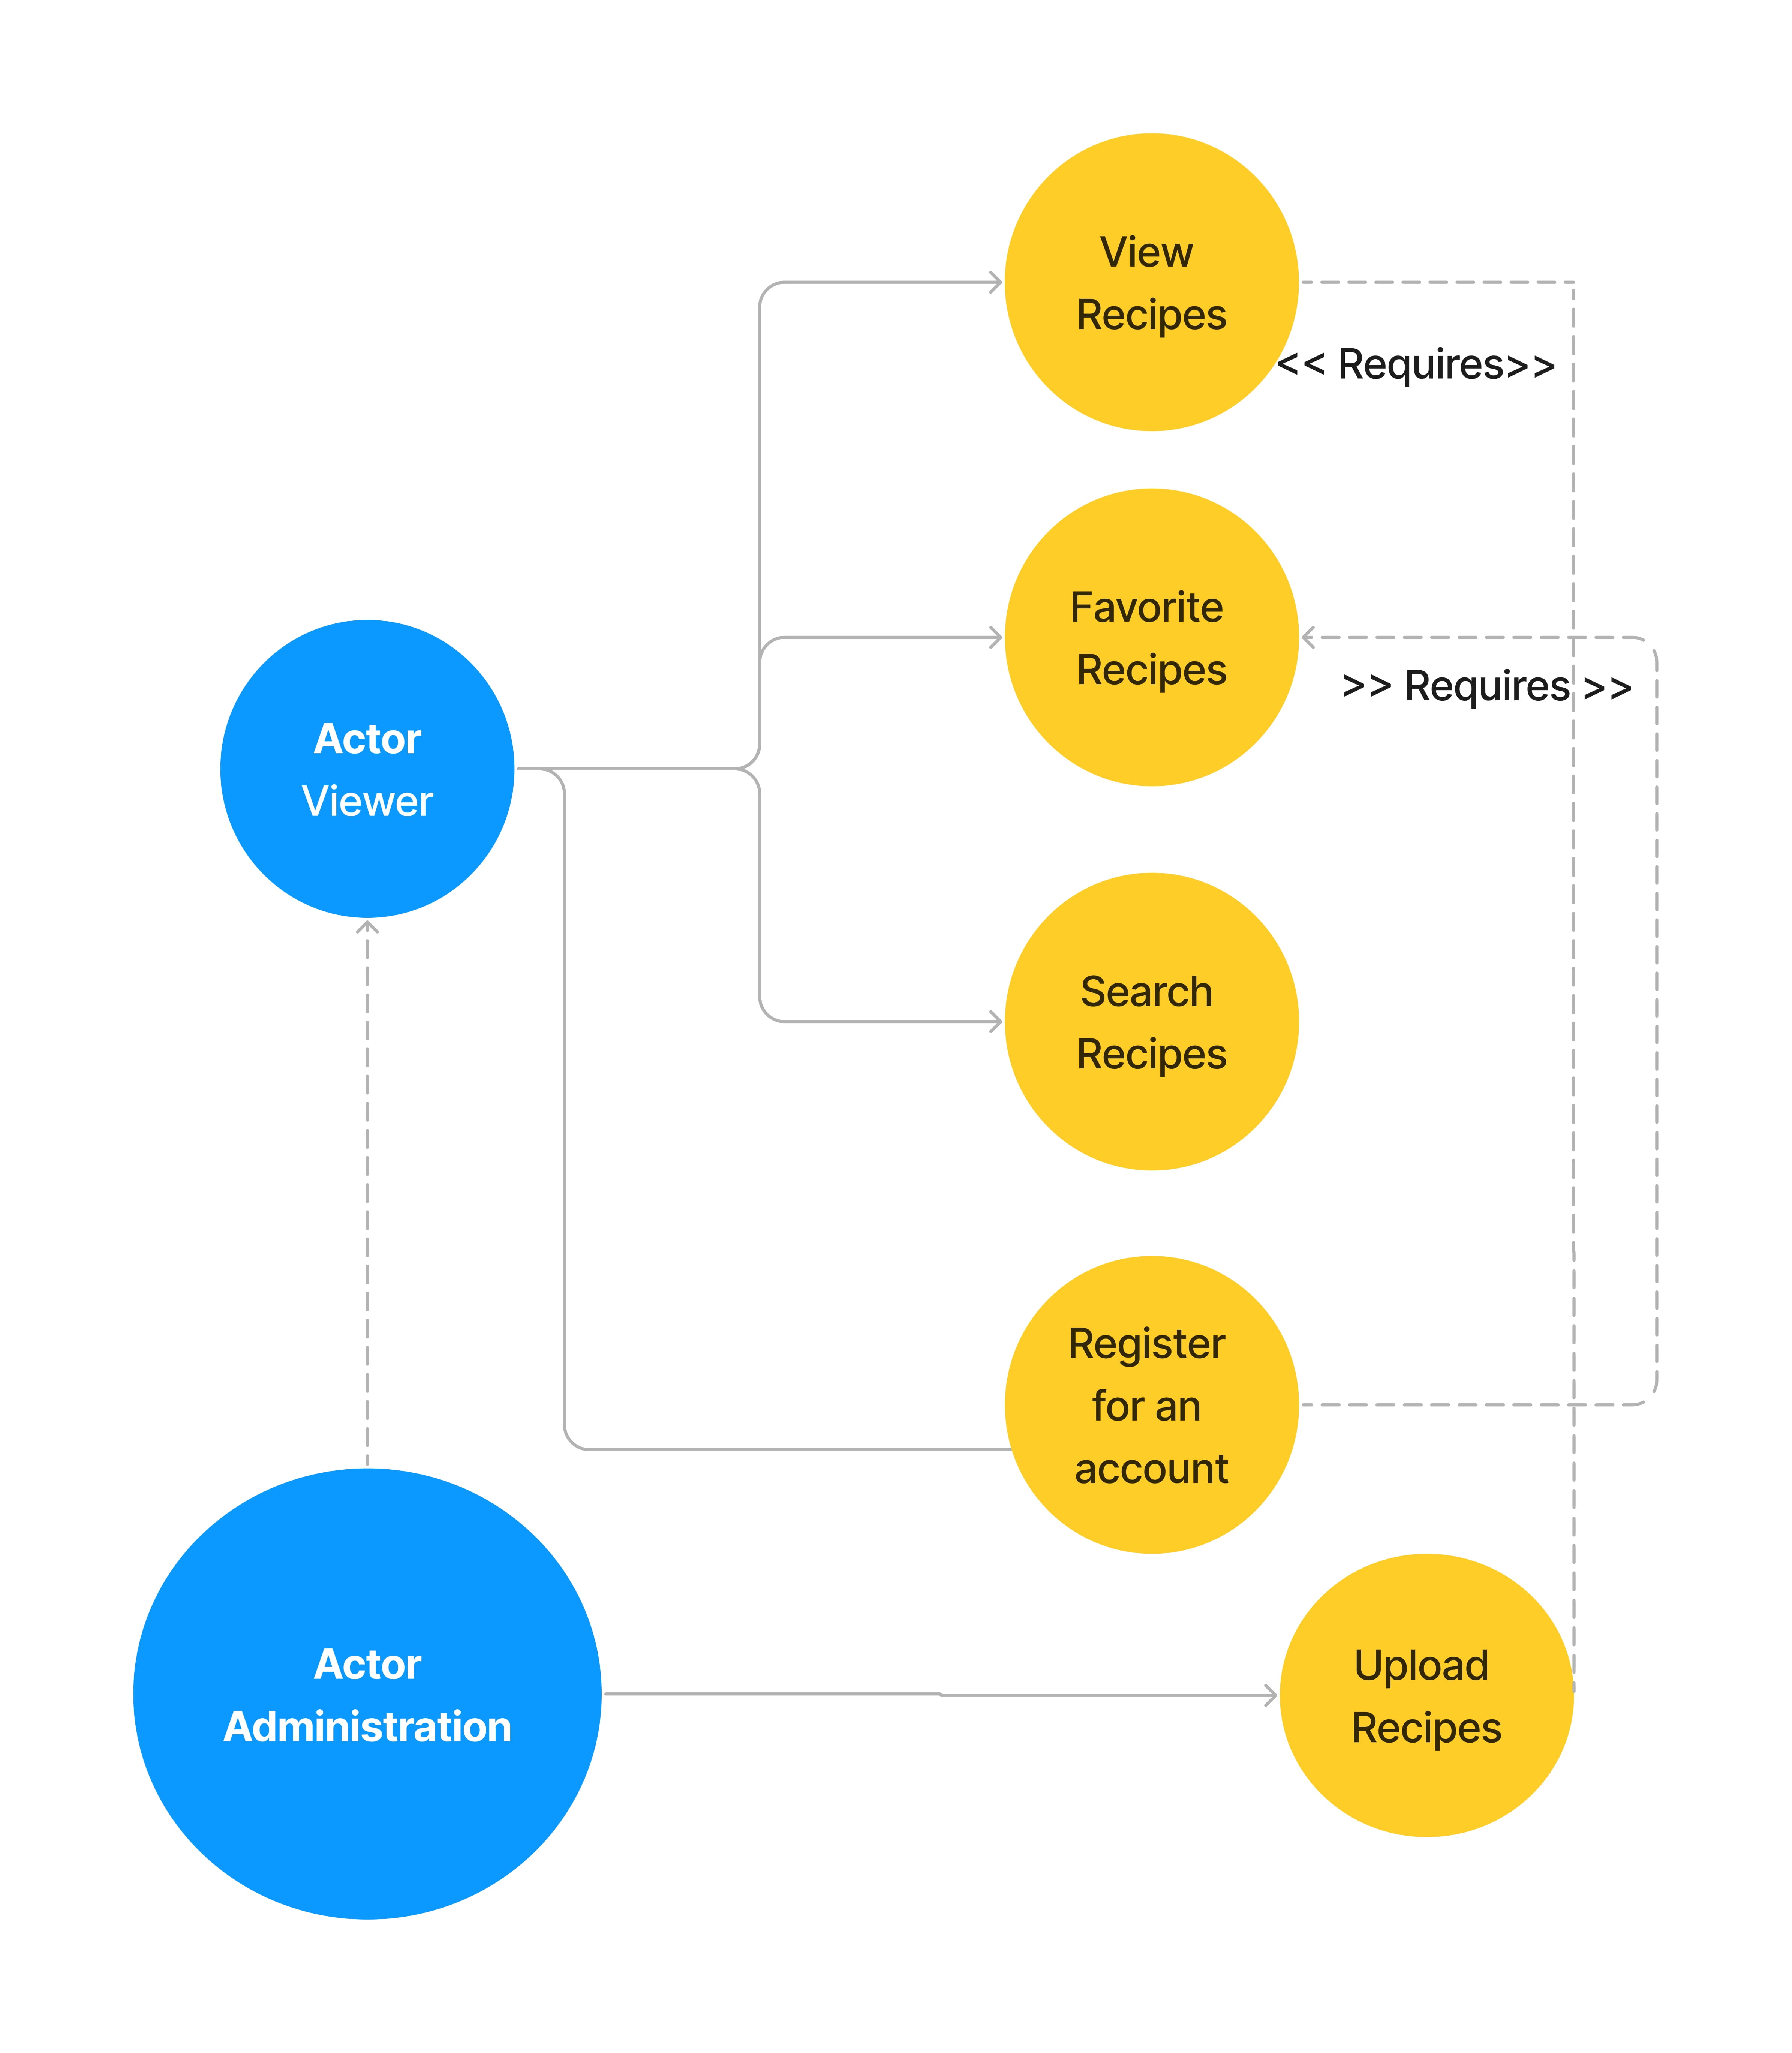 View
Recipes
<< Requires>>
Favorite
Recipes
>> Requires >>
Actor
Viewer
Search
Recipes
Register
for an
account
Actor
Administration
Upload
Recipes